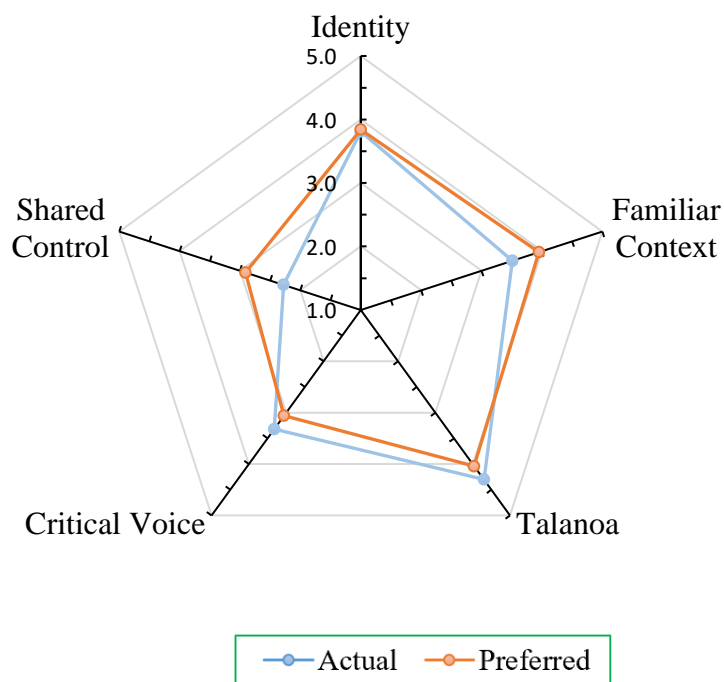 Identity
5.0
4.0
3.0
2.0
1.0
Shared
Control
Familiar
Context
Critical Voice
Talanoa
Actual
Preferred